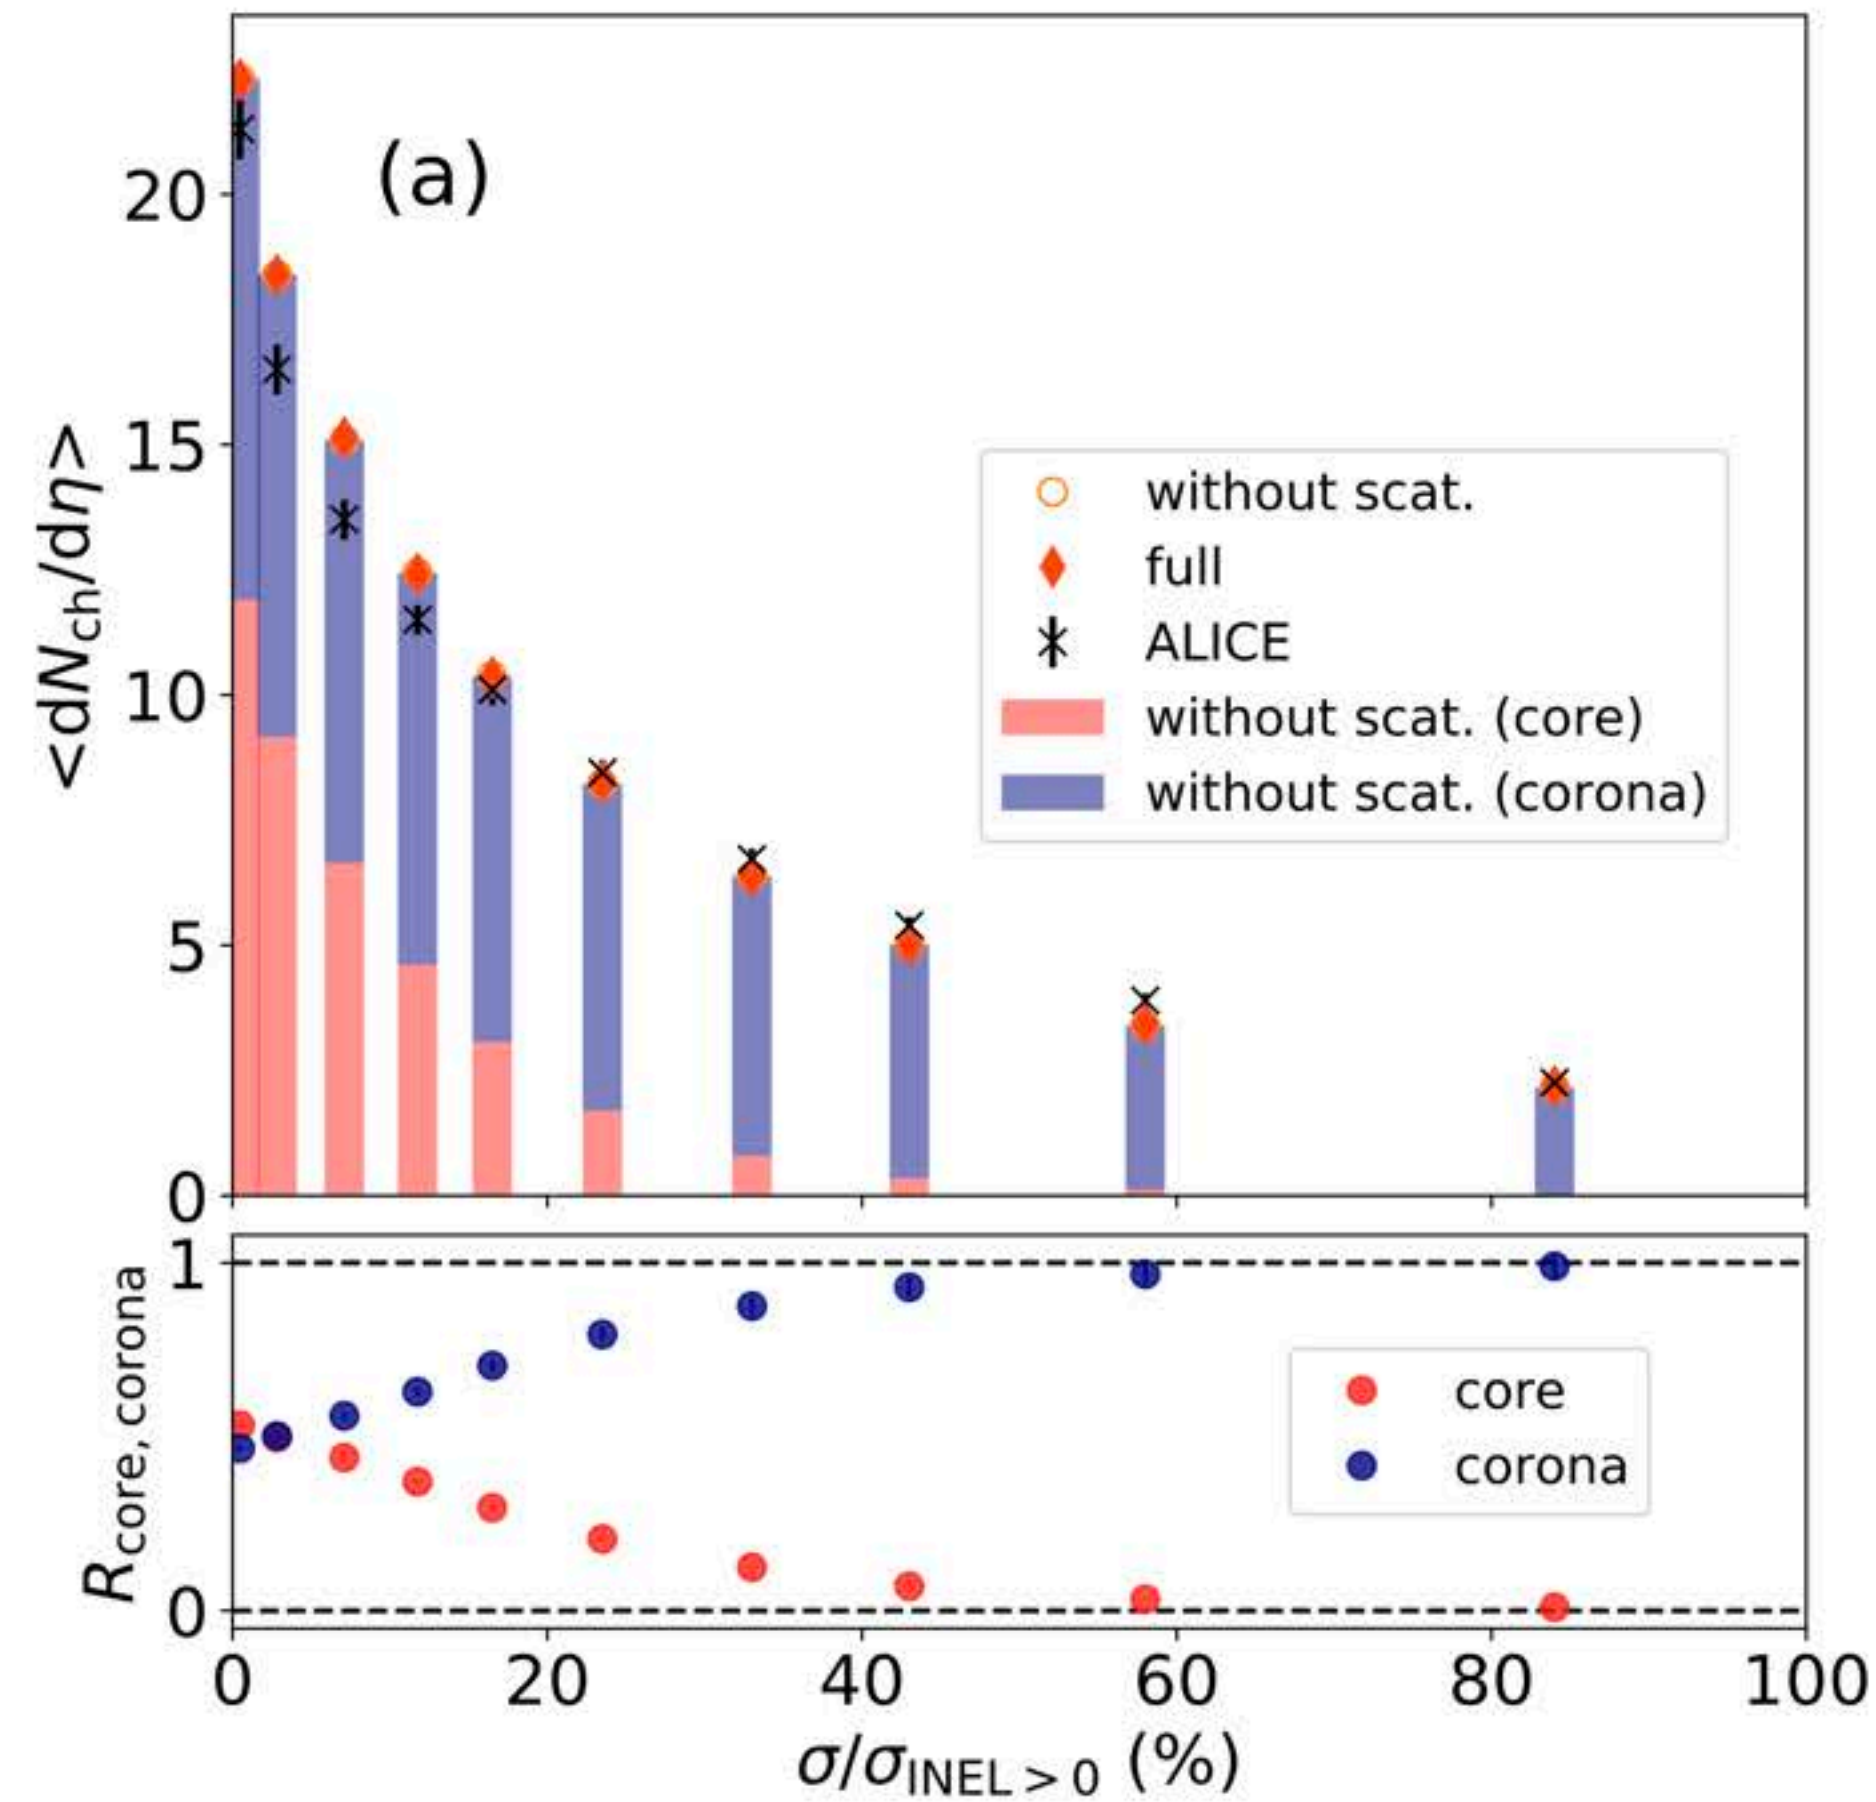 (a)
<dN_ch/dη>
20
15
10
5
0
without scat.
full
ALICE
without scat. (core)
without scat. (corona)
R_core, corona
1
0
core
corona
0 20 40 60 80 100
σ/σ_INEL > 0 (%)